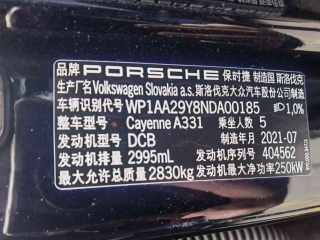 品牌 PORSCHE 保时捷 制造国 斯洛伐克
生产厂名 Volkswagen Slovakia a.s. 斯洛伐克大众汽车股份公司 制造
车辆识别代号 WP1AA29Y8NDA00185 1,0%
整车型号 Cayenne A331 乘坐人数 5
发动机型号 DCB 制造年月 2021-07
发动机排量 2995mL 发动机序列号 404562
最大允许总质量 2830kg 发动机最大净功率 250kW